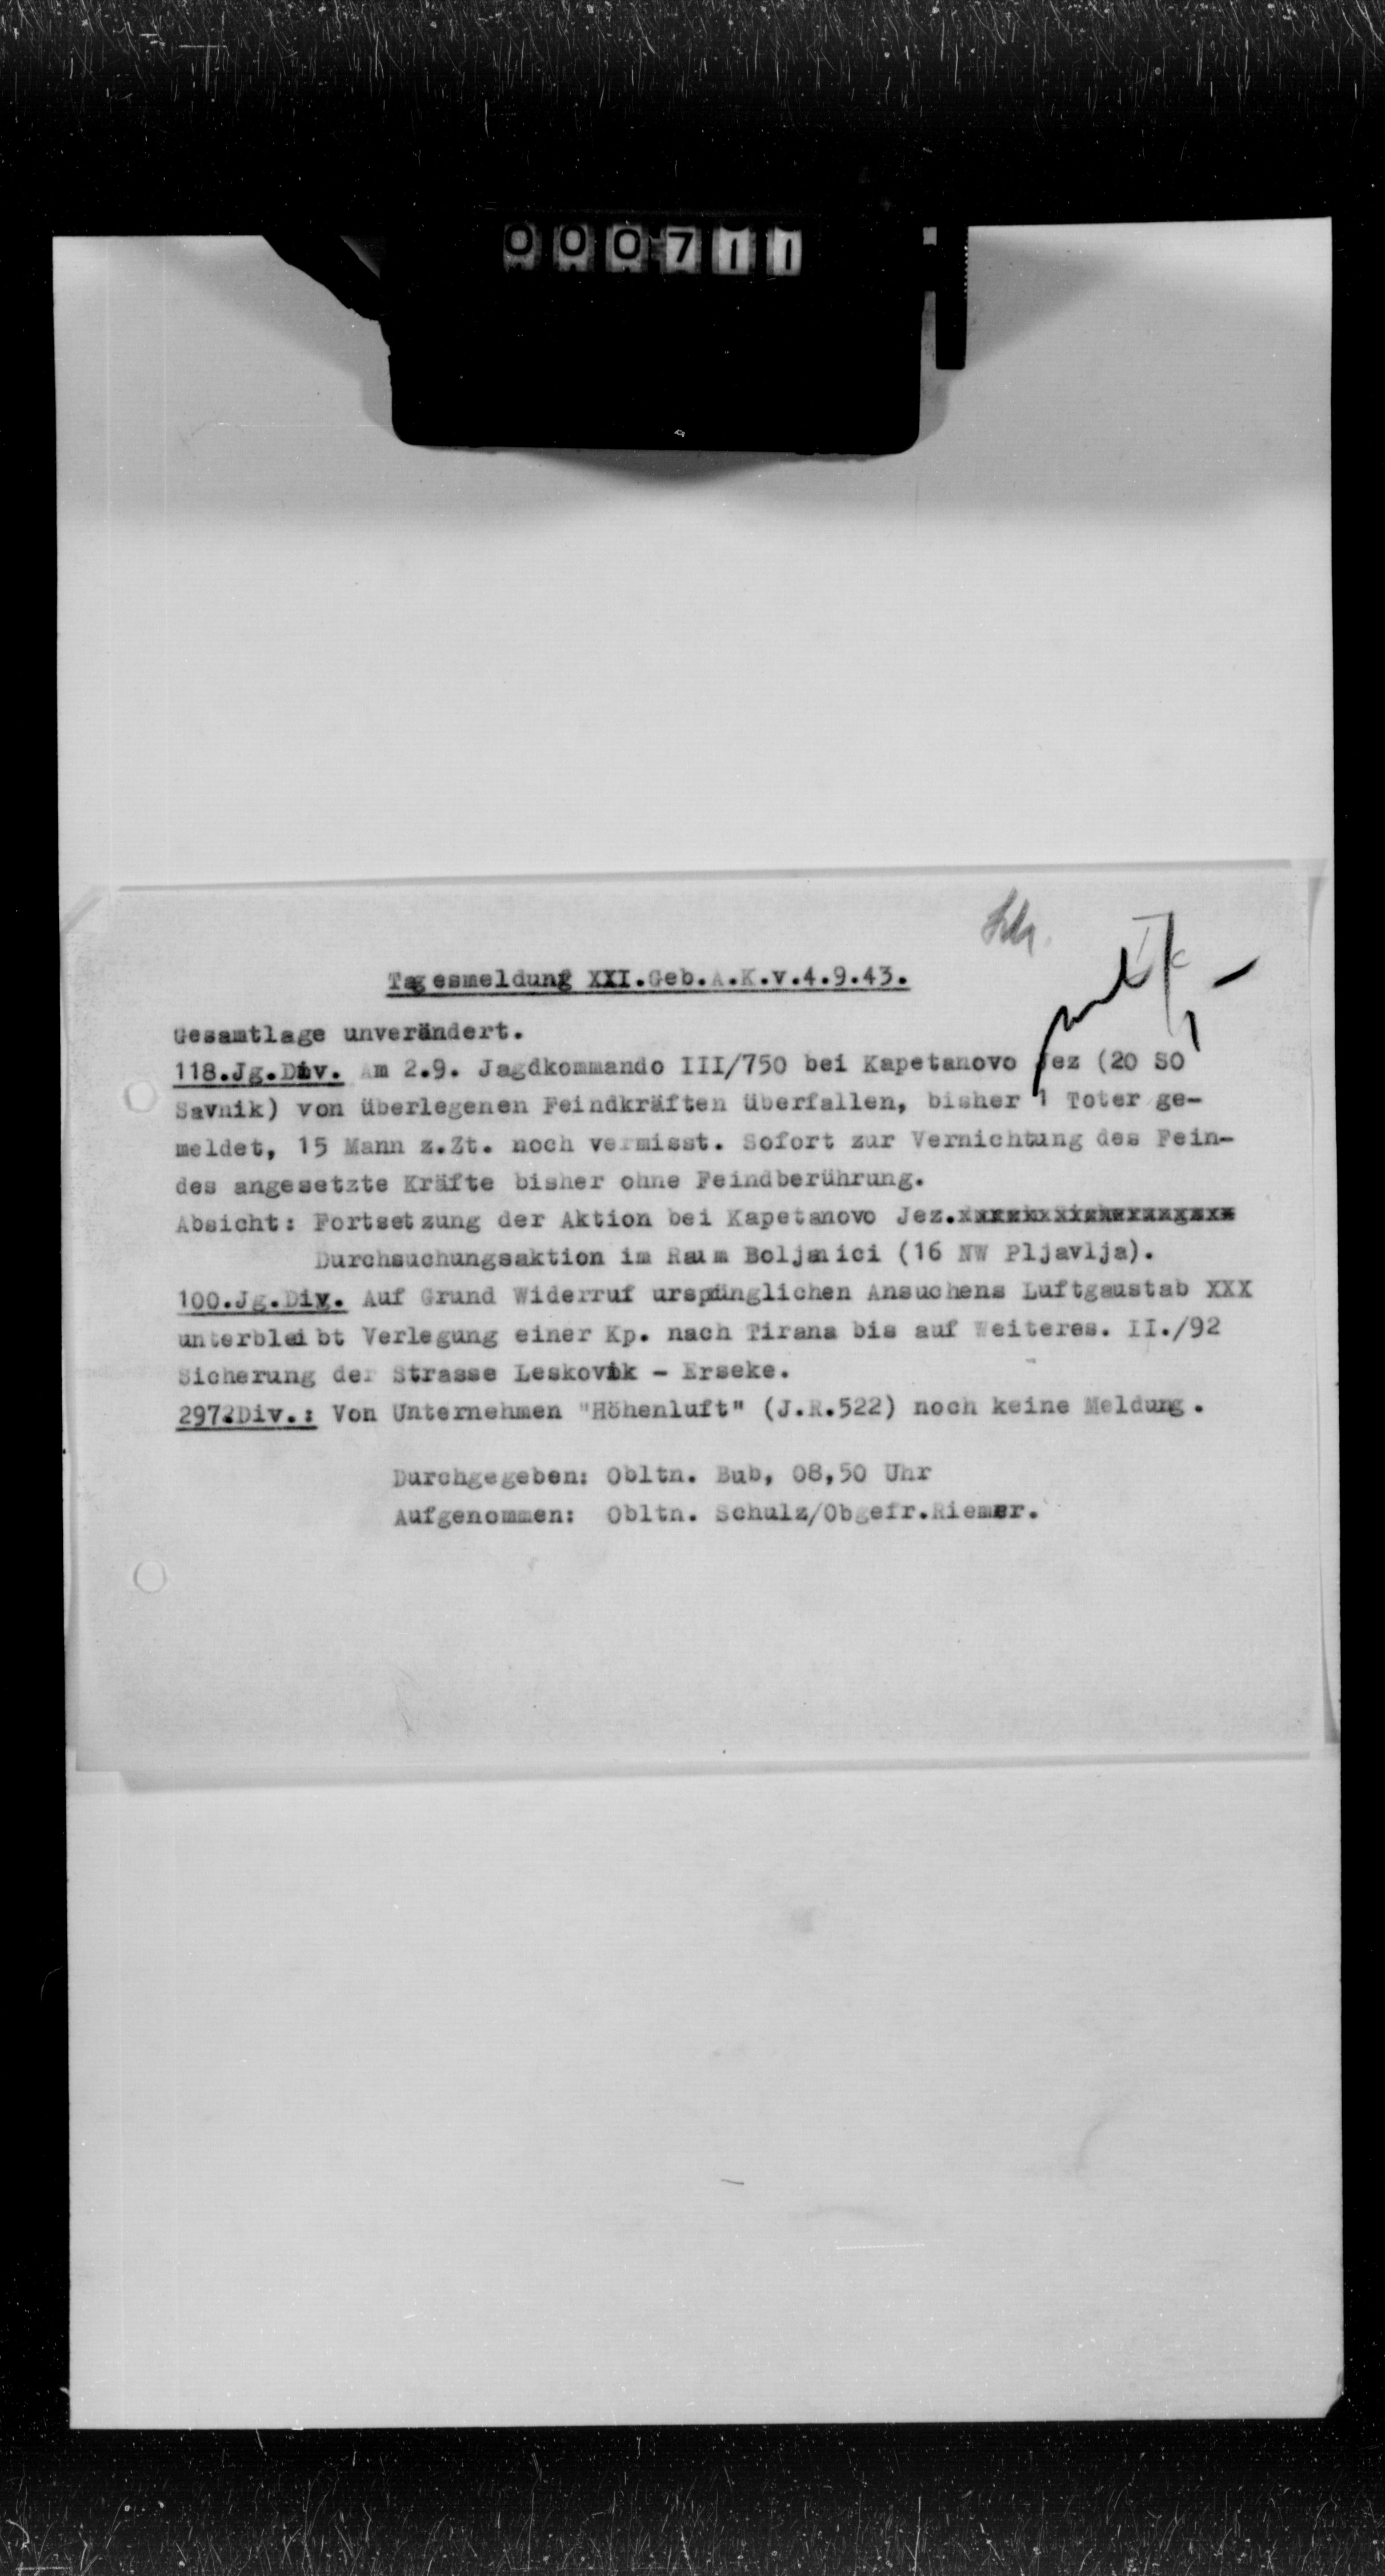 000711
Tagesmeldung XXI.Geb.A.K.v.4.9.43.
Gesamtlage unverändert.
118.Jg.Div. Am 2.9. Jagdkommando III/750 bei Kapetanovo Jez (20 SO
Savnik) von überlegenen Feindkräften überfallen, bisher 1 Toter ge-
meldet, 15 Mann z.Zt. noch vermisst. Sofort zur Vernichtung des Fein-
des angesetzte Kräfte bisher ohne Feindberührung.
Absicht: Fortsetzung der Aktion bei Kapetanovo Jez.
Durchsuchungsaktion im Raum Boljanici (16 NW Pljavlja).
100.Jg.Div. Auf Grund Widerruf urspünglichen Ansuchens Luftgaustab XXX
unterbleibt Verlegung einer Kp. nach Tirana bis auf Weiteres. II./92
Sicherung der Strasse Leskovik - Erseke.
297.Div.: Von Unternehmen "Höhenluft" (J.R.522) noch keine Meldung.
Durchgegeben: Obltn. Bub, 08,50 Uhr
Aufgenommen: Obltn. Schulz/Obgefr.Riemer.